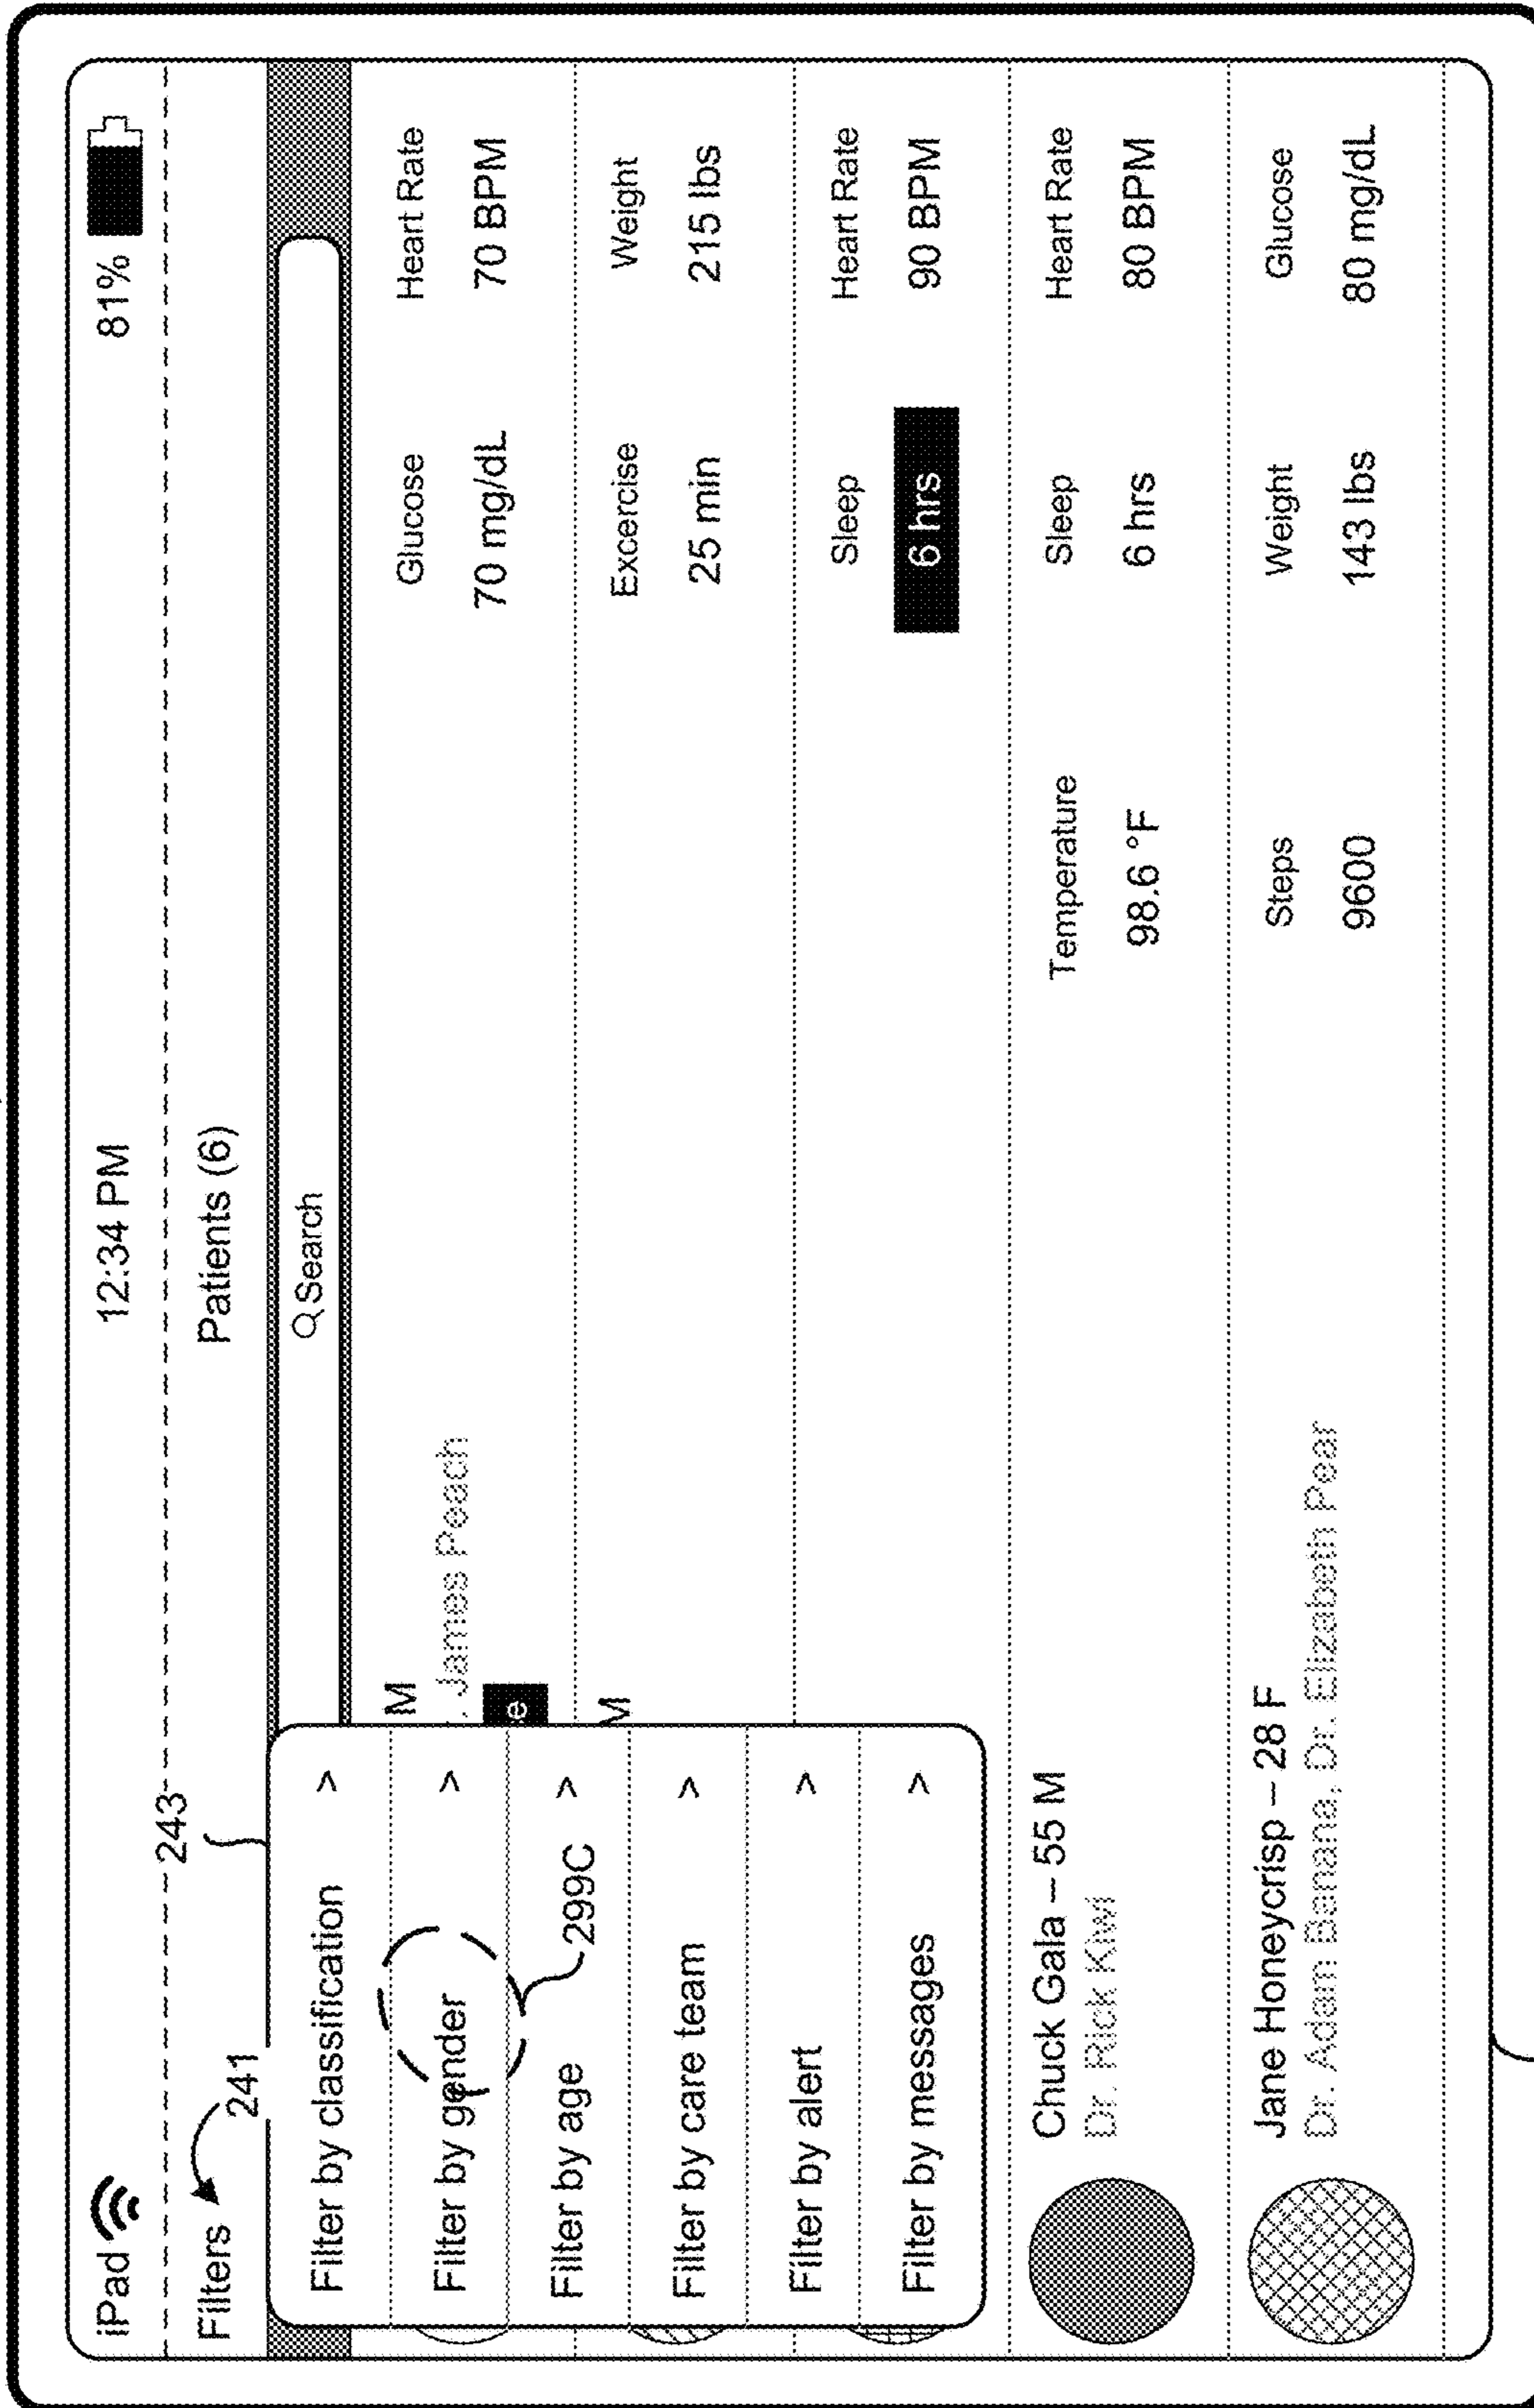 iPad 12:34 PM 81%
Filters Patients (6)
241
243
Search
Filter by classification >
Filter by gender >
299C
Filter by age >
Filter by care team >
Filter by alert >
Filter by messages >
M
. James Peach
e
Glucose Heart Rate
70 mg/dL 70 BPM
M
Excercise Weight
25 min 215 lbs
Sleep Heart Rate
6 hrs 90 BPM
Chuck Gala – 55 M
Dr. Rick Kiwi
Temperature Sleep Heart Rate
98.6 °F 6 hrs 80 BPM
Jane Honeycrisp – 28 F
Dr. Adam Banana, Dr. Elizabeth Pear
Steps Weight Glucose
9600 143 lbs 80 mg/dL